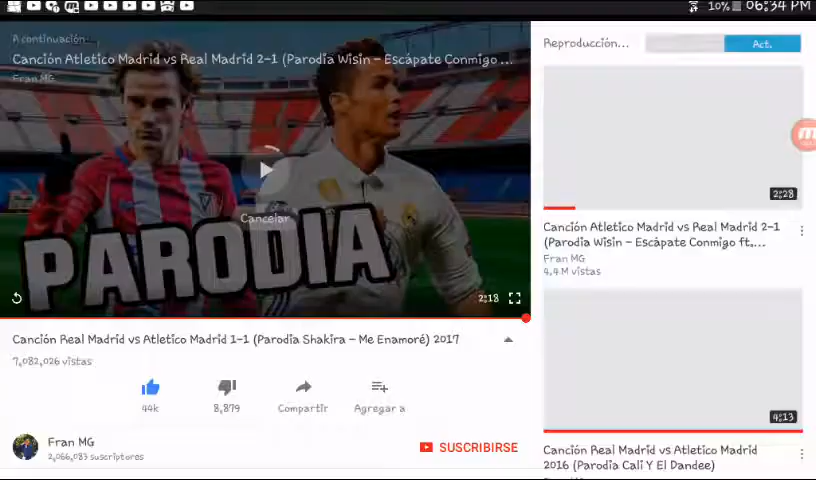 10% 06:34 PM
A continuación...
Canción Atletico Madrid vs Real Madrid 2-1 (Parodia Wisin - Escápate Conmigo ...
Fran MG
Cancelar
PARODIA
2:18
Canción Real Madrid vs Atletico Madrid 1-1 (Parodia Shakira - Me Enamoré) 2017
7,082,026 vistas
44k
8,879
Compartir
Agregar a
Fran MG
2,066,083 suscriptores
SUSCRIBIRSE
Reproducción...
Act.
2:28
Canción Atletico Madrid vs Real Madrid 2-1
(Parodia Wisin - Escápate Conmigo ft,...
Fran MG
4.4 M vistas
4:13
Canción Real Madrid vs Atletico Madrid
2016 (Parodia Cali Y El Dandee)